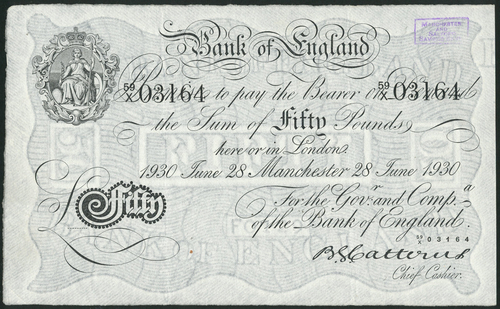 Bank of England
I Promise to pay the Bearer on Demand
59/X 03164 59/X 03164
the Sum of Fifty Pounds
here or in London.
1930 June 28 Manchester 28 June 1930
For the Gov.r and Comp.a
of the Bank of England.
£ Fifty
59/X 03164
B.G. Catterns
Chief Cashier.